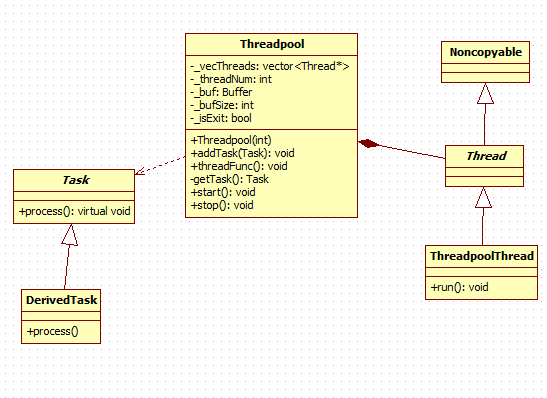 Threadpool
-_vecThreads: vector<Thread*>
-_threadNum: int
-_buf: Buffer
-_bufSize: int
-_isExit: bool
+Threadpool(int)
+addTask(Task): void
+threadFunc(): void
-getTask(): Task
+start(): void
+stop(): void
Noncopyable
Thread
Task
+process(): virtual void
ThreadpoolThread
+run(): void
DerivedTask
+process()